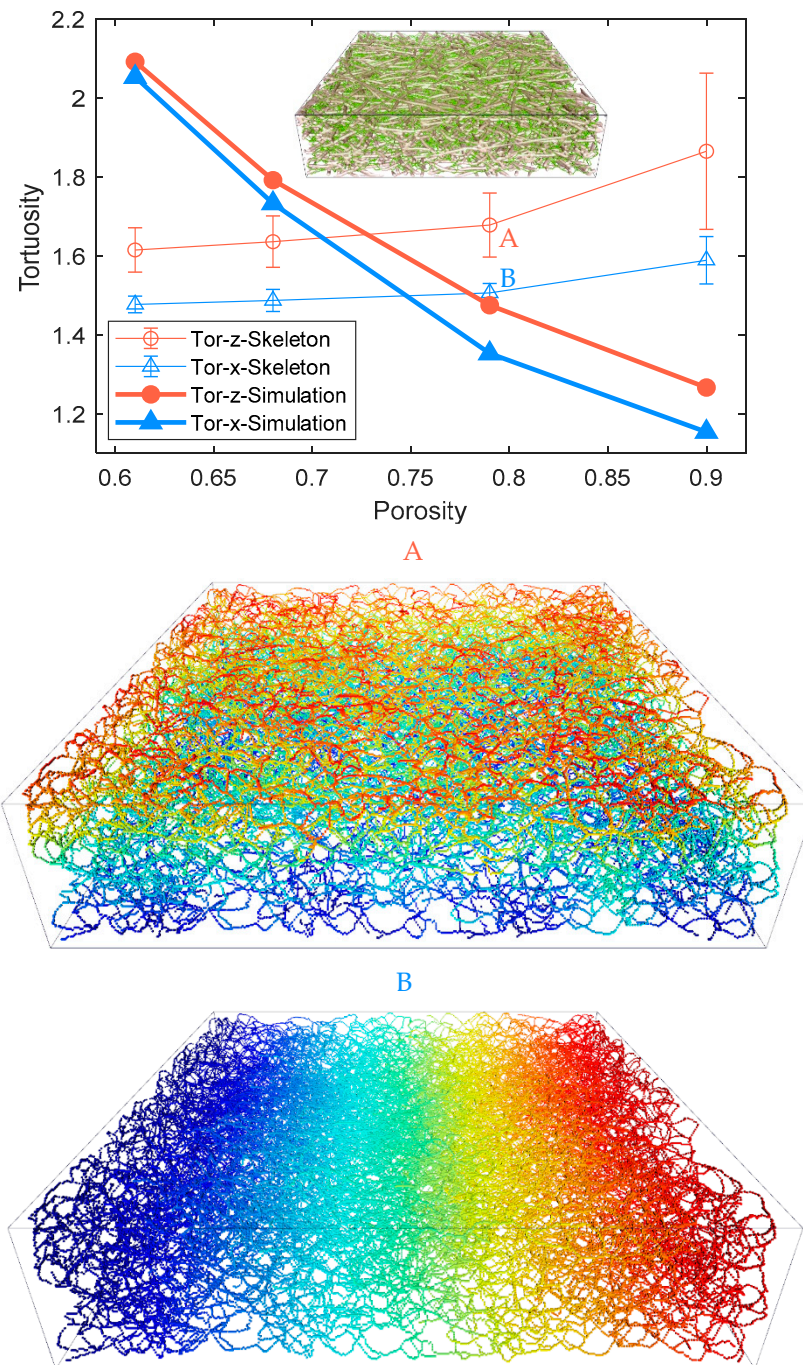 2.2
2
1.8
1.6
1.4
1.2
Tortuosity
A
B
Tor-z-Skeleton
Tor-x-Skeleton
Tor-z-Simulation
Tor-x-Simulation
0.6 0.65 0.7 0.75 0.8 0.85 0.9
Porosity
A
B